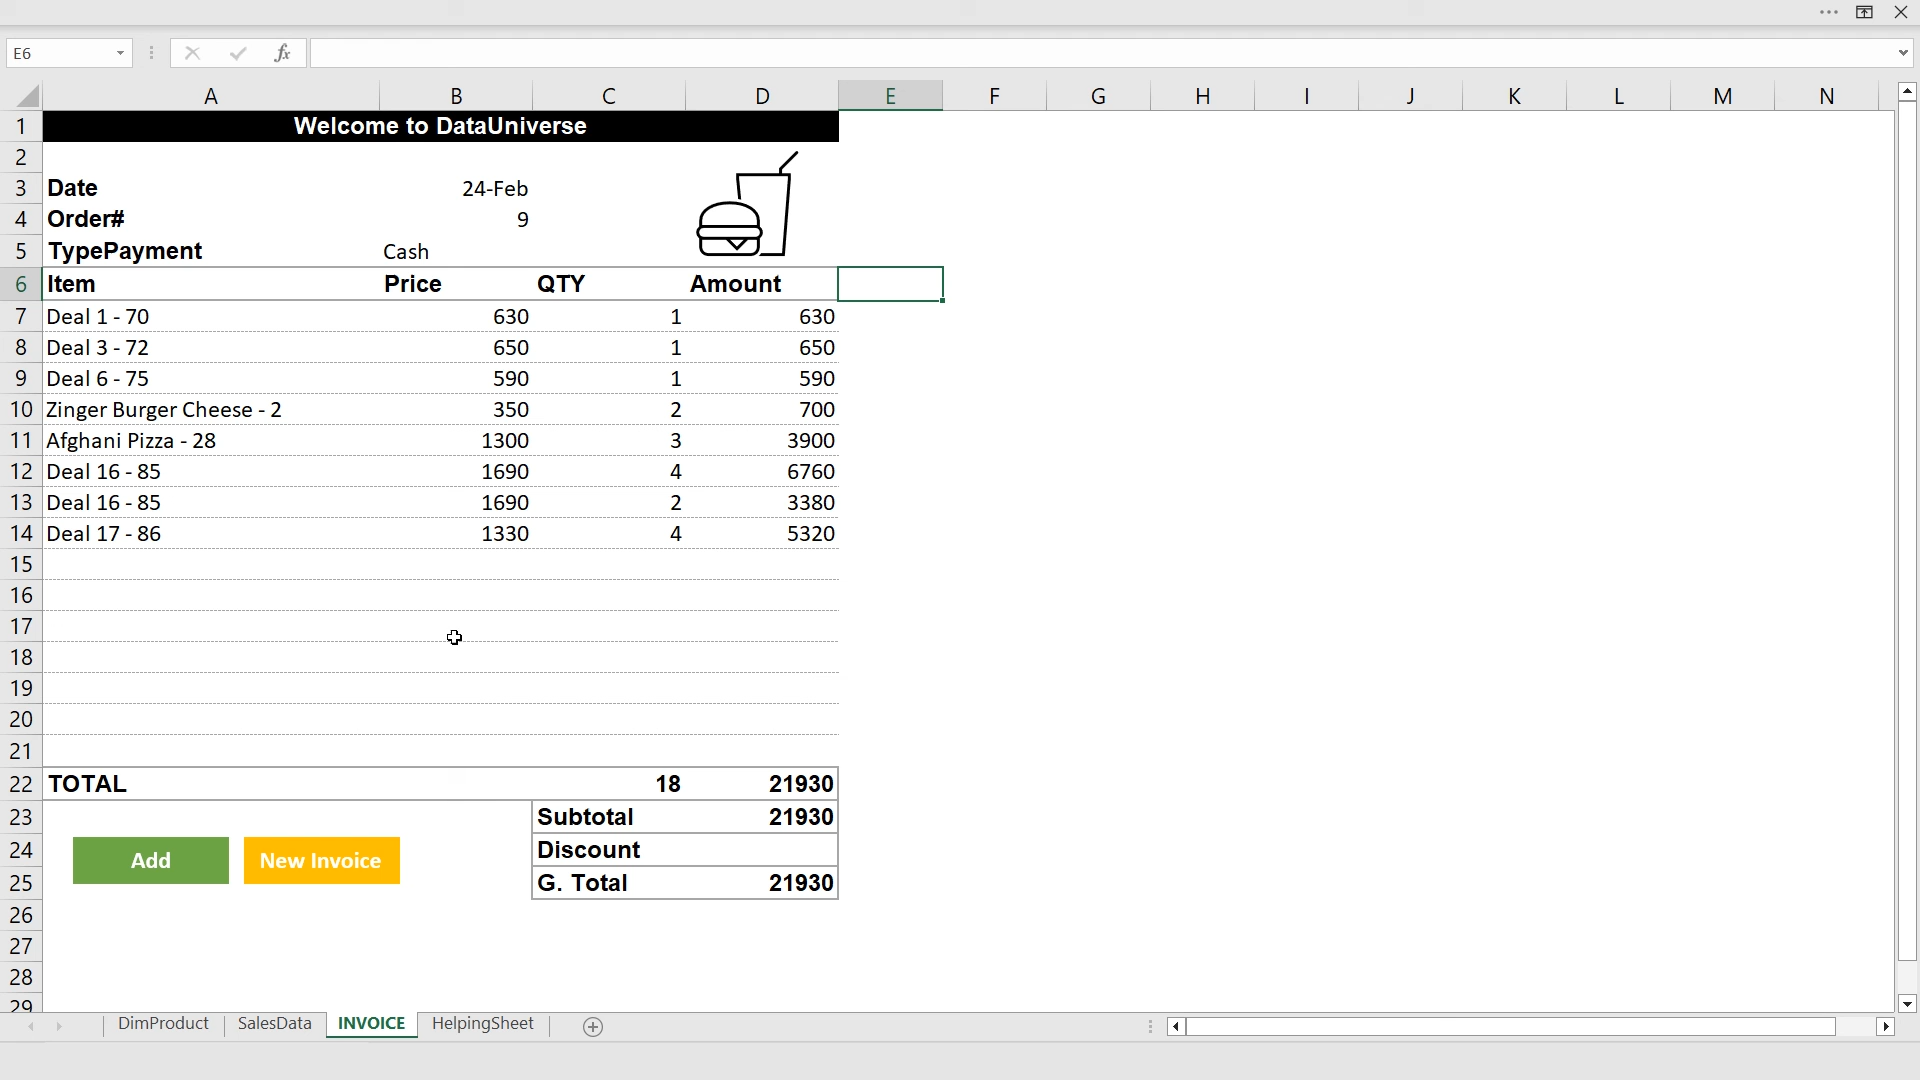 E6 fx
A B C D E F G H I J K L M N
1 Welcome to DataUniverse
2
3 Date 24-Feb
4 Order# 9
5 TypePayment Cash
6 Item Price QTY Amount
7 Deal 1 - 70 630 1 630
8 Deal 3 - 72 650 1 650
9 Deal 6 - 75 590 1 590
10 Zinger Burger Cheese - 2 350 2 700
11 Afghani Pizza - 28 1300 3 3900
12 Deal 16 - 85 1690 4 6760
13 Deal 16 - 85 1690 2 3380
14 Deal 17 - 86 1330 4 5320
15
16
17
18
19
20
21
22 TOTAL 18 21930
23 Subtotal 21930
24 Add New Invoice Discount
25 G. Total 21930
26
27
28
29
DimProduct SalesData INVOICE HelpingSheet